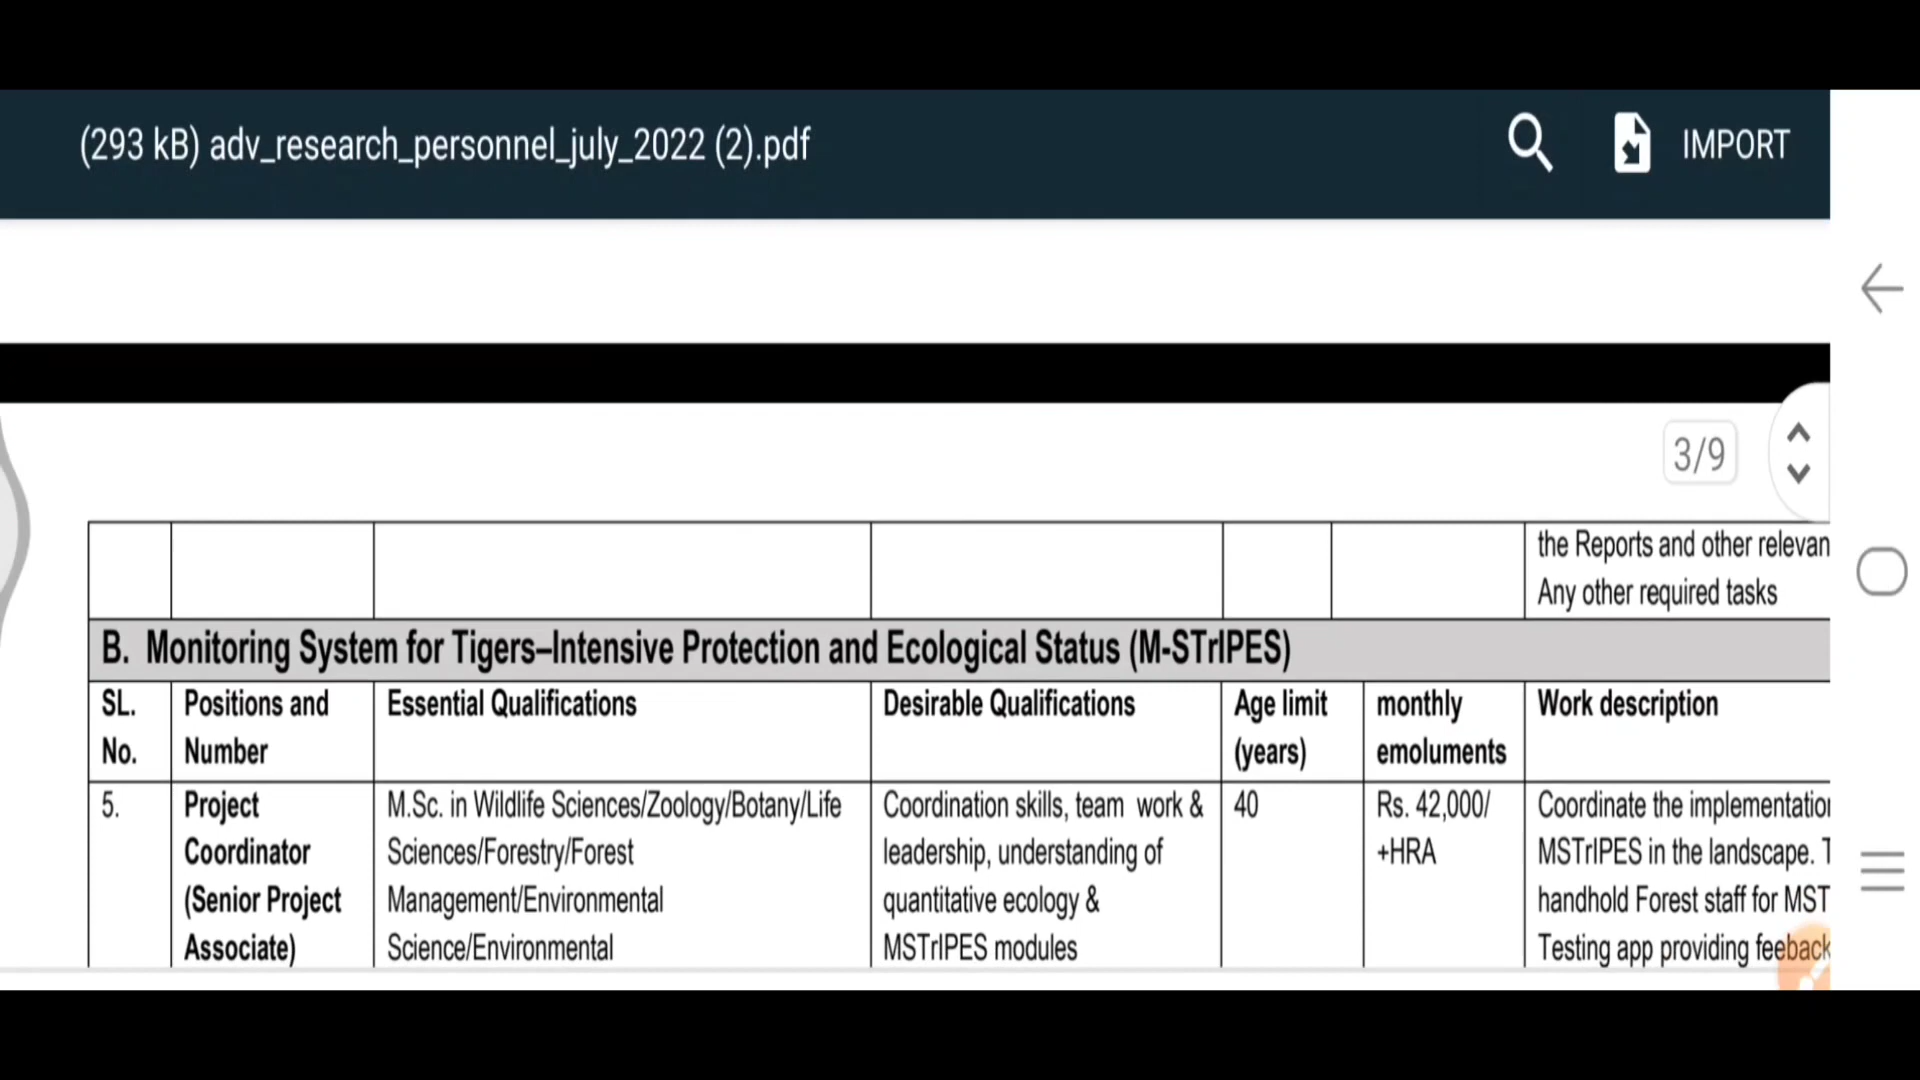 (293 kB) adv_research_personnel_july_2022 (2).pdf
IMPORT
3/9
the Reports and other relevan
Any other required tasks
B. Monitoring System for Tigers–Intensive Protection and Ecological Status (M-STrIPES)
SL. No.
Positions and Number
Essential Qualifications
Desirable Qualifications
Age limit (years)
monthly emoluments
Work description
5.
Project
Coordinator
(Senior Project
Associate)
M.Sc. in Wildlife Sciences/Zoology/Botany/Life
Sciences/Forestry/Forest
Management/Environmental
Science/Environmental
Coordination skills, team work &
leadership, understanding of
quantitative ecology &
MSTrIPES modules
40
Rs. 42,000/
+HRA
Coordinate the implementation
MSTrIPES in the landscape. T
handhold Forest staff for MST
Testing app providing feeback